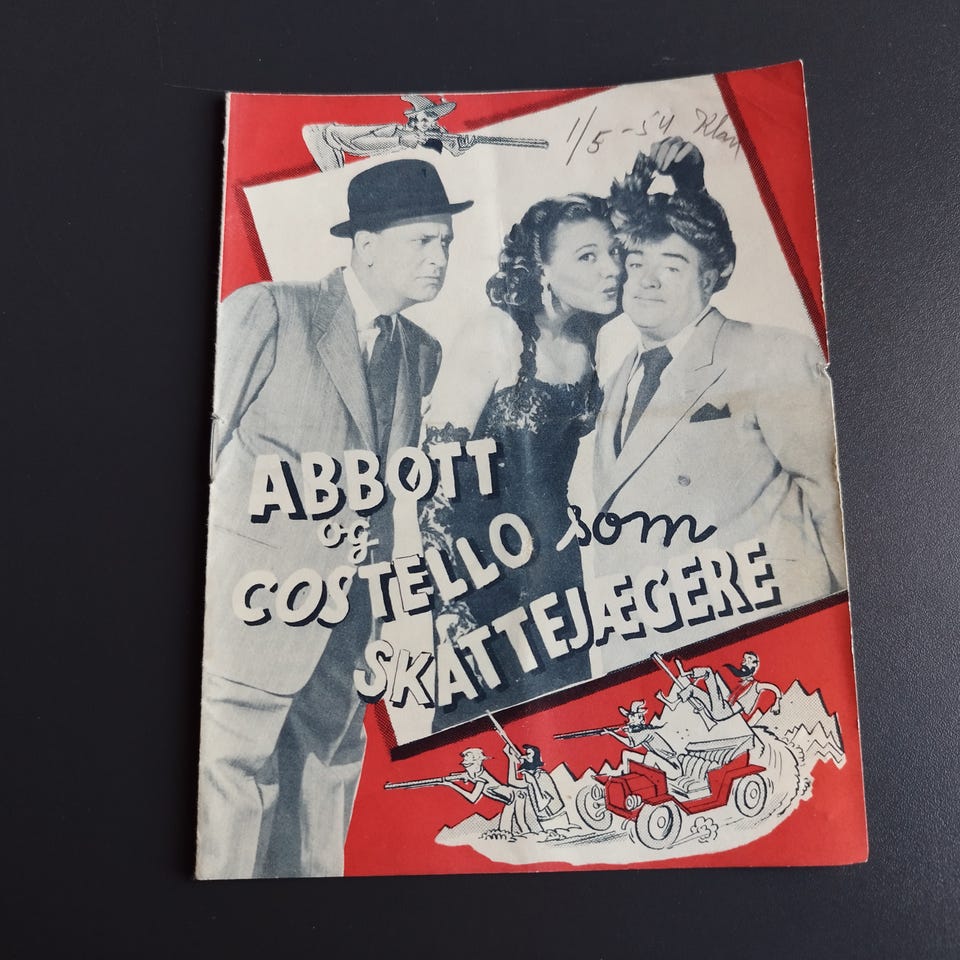 1/5-54
ABBOTT
og
COSTELLO som
SKATTEJÆGERE